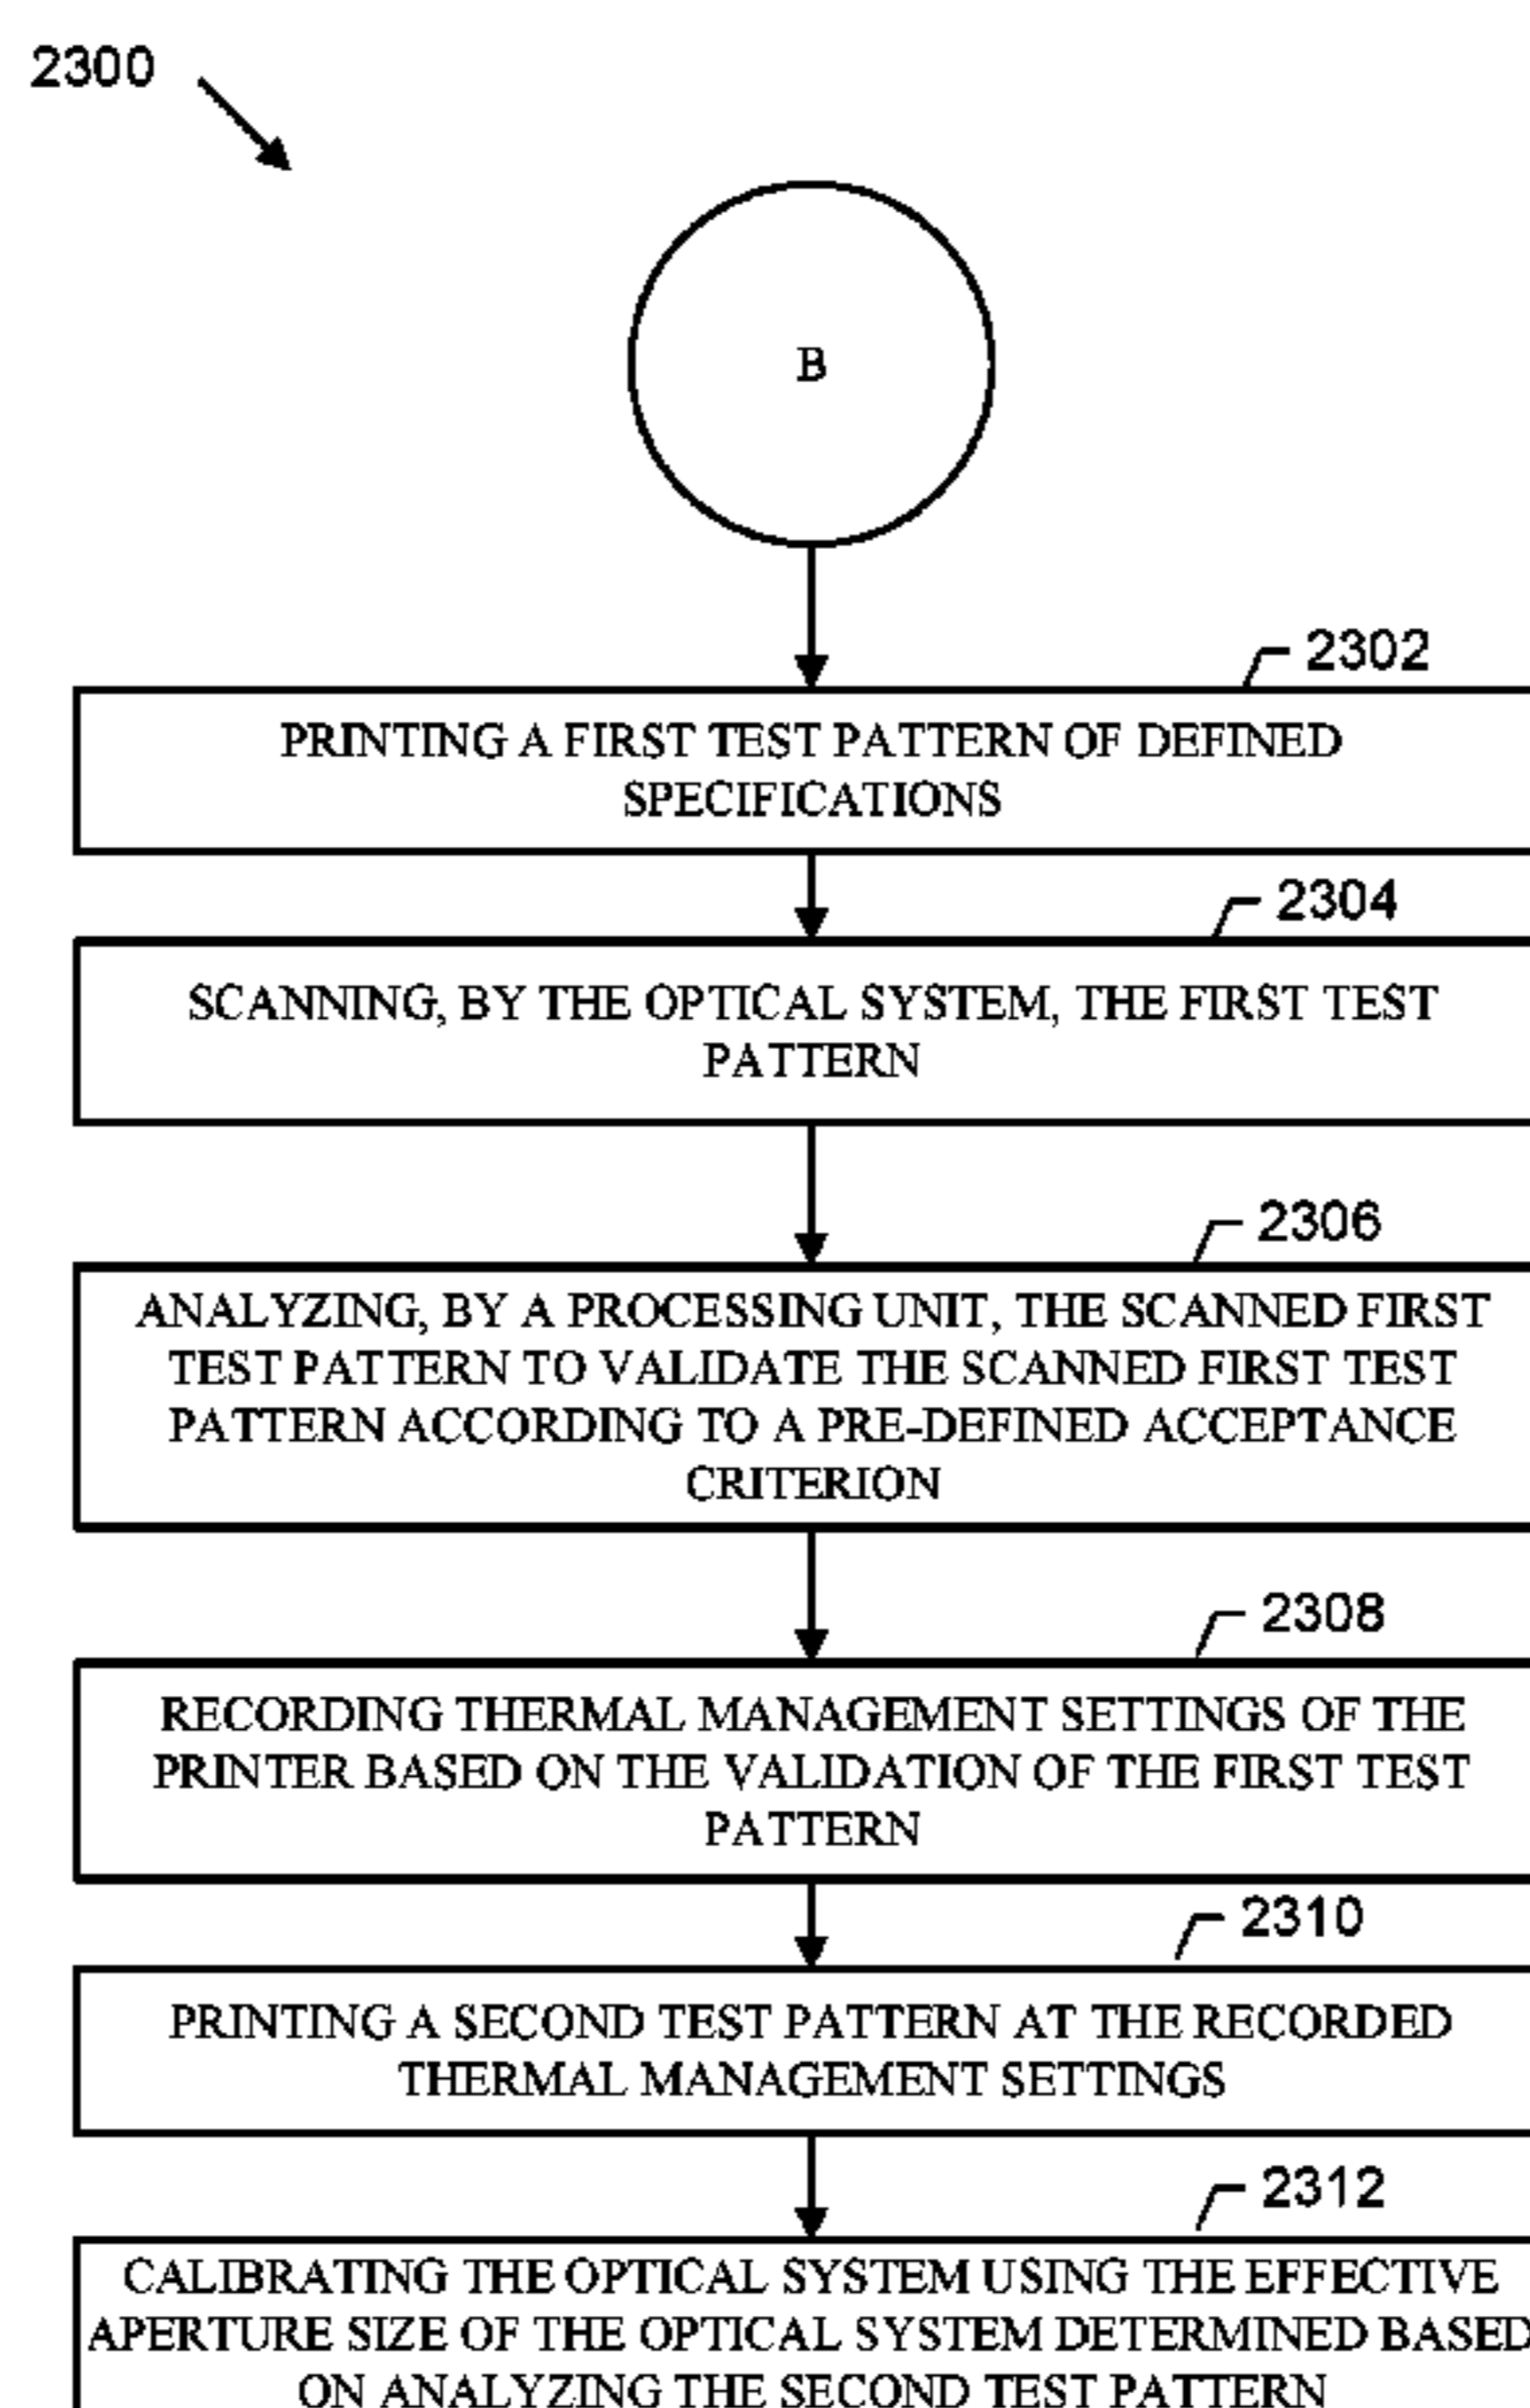 2300
B
2302
PRINTING A FIRST TEST PATTERN OF DEFINED
SPECIFICATIONS
2304
SCANNING, BY THE OPTICAL SYSTEM, THE FIRST TEST
PATTERN
2306
ANALYZING, BY A PROCESSING UNIT, THE SCANNED FIRST
TEST PATTERN TO VALIDATE THE SCANNED FIRST TEST
PATTERN ACCORDING TO A PRE-DEFINED ACCEPTANCE
CRITERION
2308
RECORDING THERMAL MANAGEMENT SETTINGS OF THE
PRINTER BASED ON THE VALIDATION OF THE FIRST TEST
PATTERN
2310
PRINTING A SECOND TEST PATTERN AT THE RECORDED
THERMAL MANAGEMENT SETTINGS
2312
CALIBRATING THE OPTICAL SYSTEM USING THE EFFECTIVE
APERTURE SIZE OF THE OPTICAL SYSTEM DETERMINED BASED
ON ANALYZING THE SECOND TEST PATTERN